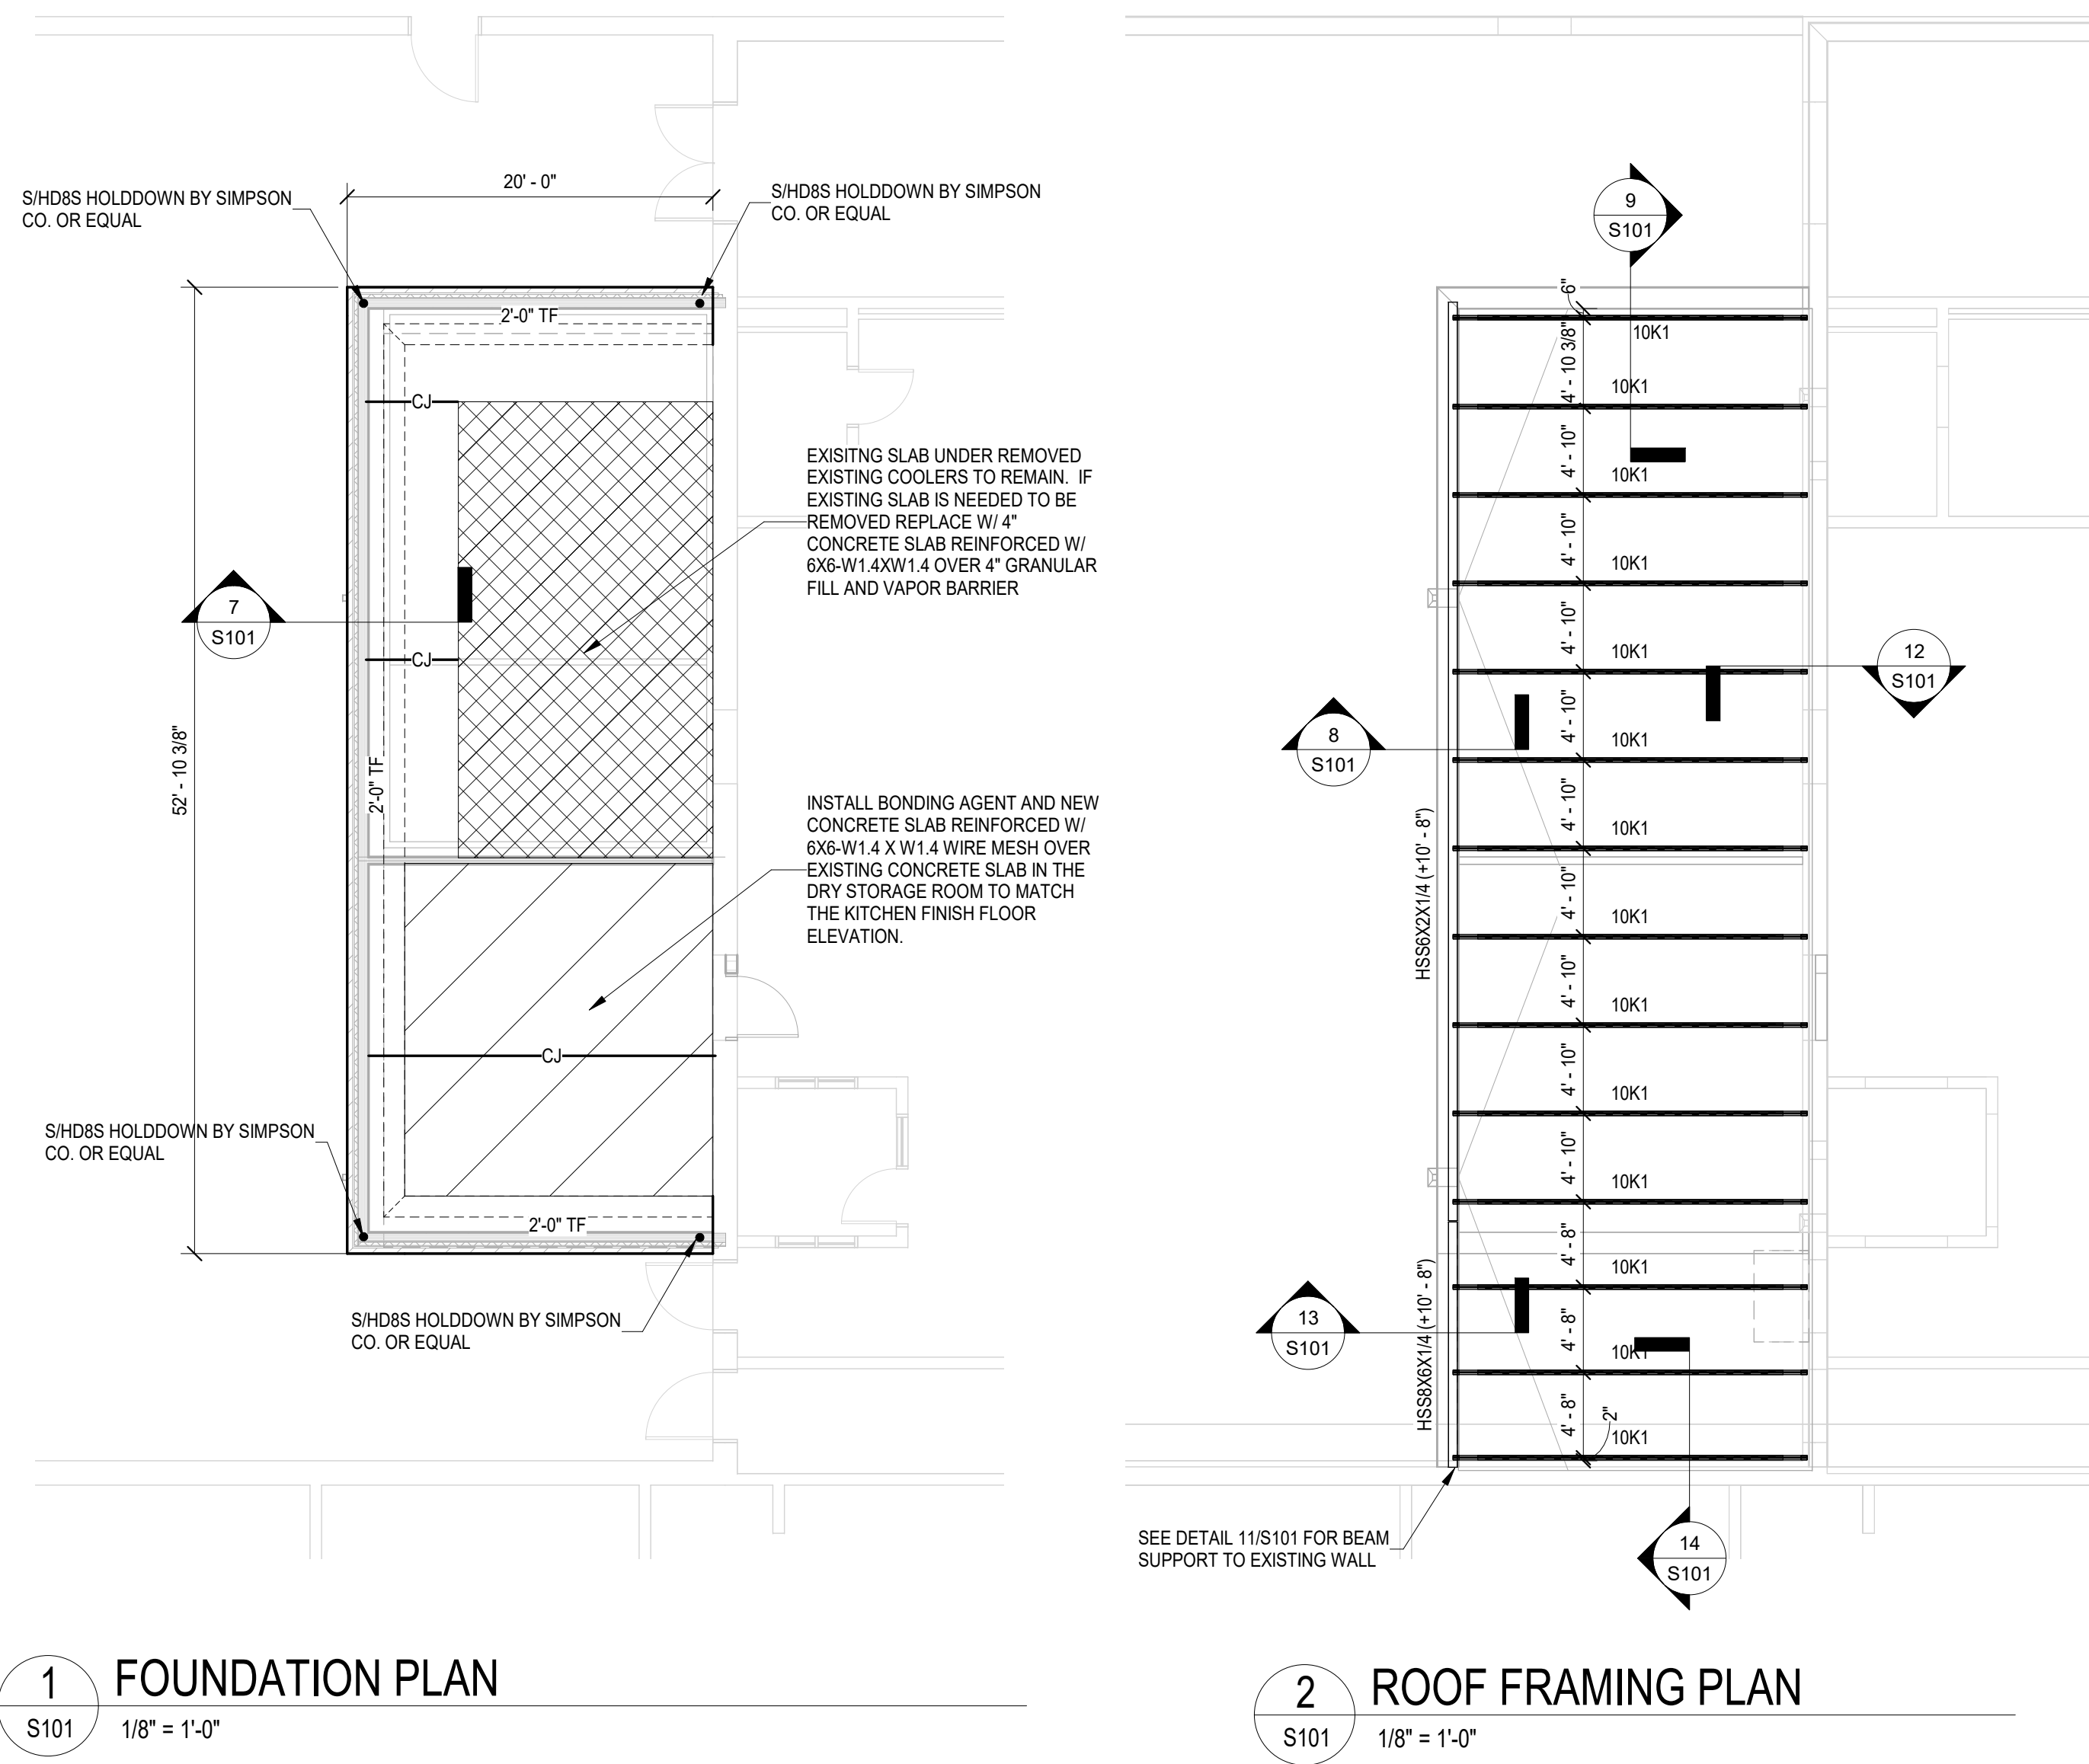 20' - 0"
S/HD8S HOLDDOWN BY SIMPSON
CO. OR EQUAL
S/HD8S HOLDDOWN BY SIMPSON
CO. OR EQUAL
2'-0" TF
CJ
EXISITNG SLAB UNDER REMOVED
EXISTING COOLERS TO REMAIN. IF
EXISTING SLAB IS NEEDED TO BE
REMOVED REPLACE W/ 4"
CONCRETE SLAB REINFORCED W/
6X6-W1.4XW1.4 OVER 4" GRANULAR
FILL AND VAPOR BARRIER
7
S101
CJ
52' - 10 3/8"
2'-0" TF
INSTALL BONDING AGENT AND NEW
CONCRETE SLAB REINFORCED W/
6X6-W1.4 X W1.4 WIRE MESH OVER
EXISTING CONCRETE SLAB IN THE
DRY STORAGE ROOM TO MATCH
THE KITCHEN FINISH FLOOR
ELEVATION.
CJ
S/HD8S HOLDDOWN BY SIMPSON
CO. OR EQUAL
2'-0" TF
S/HD8S HOLDDOWN BY SIMPSON
CO. OR EQUAL
1
S101
FOUNDATION PLAN
1/8" = 1'-0"
9
S101
6"
10K1
4' - 10 3/8"
10K1
4' - 10"
10K1
4' - 10"
10K1
4' - 10"
10K1
12
S101
4' - 10"
10K1
8
S101
4' - 10"
10K1
HSS6X2X1/4 (+10' - 8")
4' - 10"
10K1
4' - 10"
10K1
4' - 10"
10K1
4' - 10"
10K1
4' - 8"
10K1
13
S101
HSS8X6X1/4 (+10' - 8")
4' - 8"
10K1
4' - 8"
2"
10K1
SEE DETAIL 11/S101 FOR BEAM
SUPPORT TO EXISTING WALL
14
S101
2
S101
ROOF FRAMING PLAN
1/8" = 1'-0"